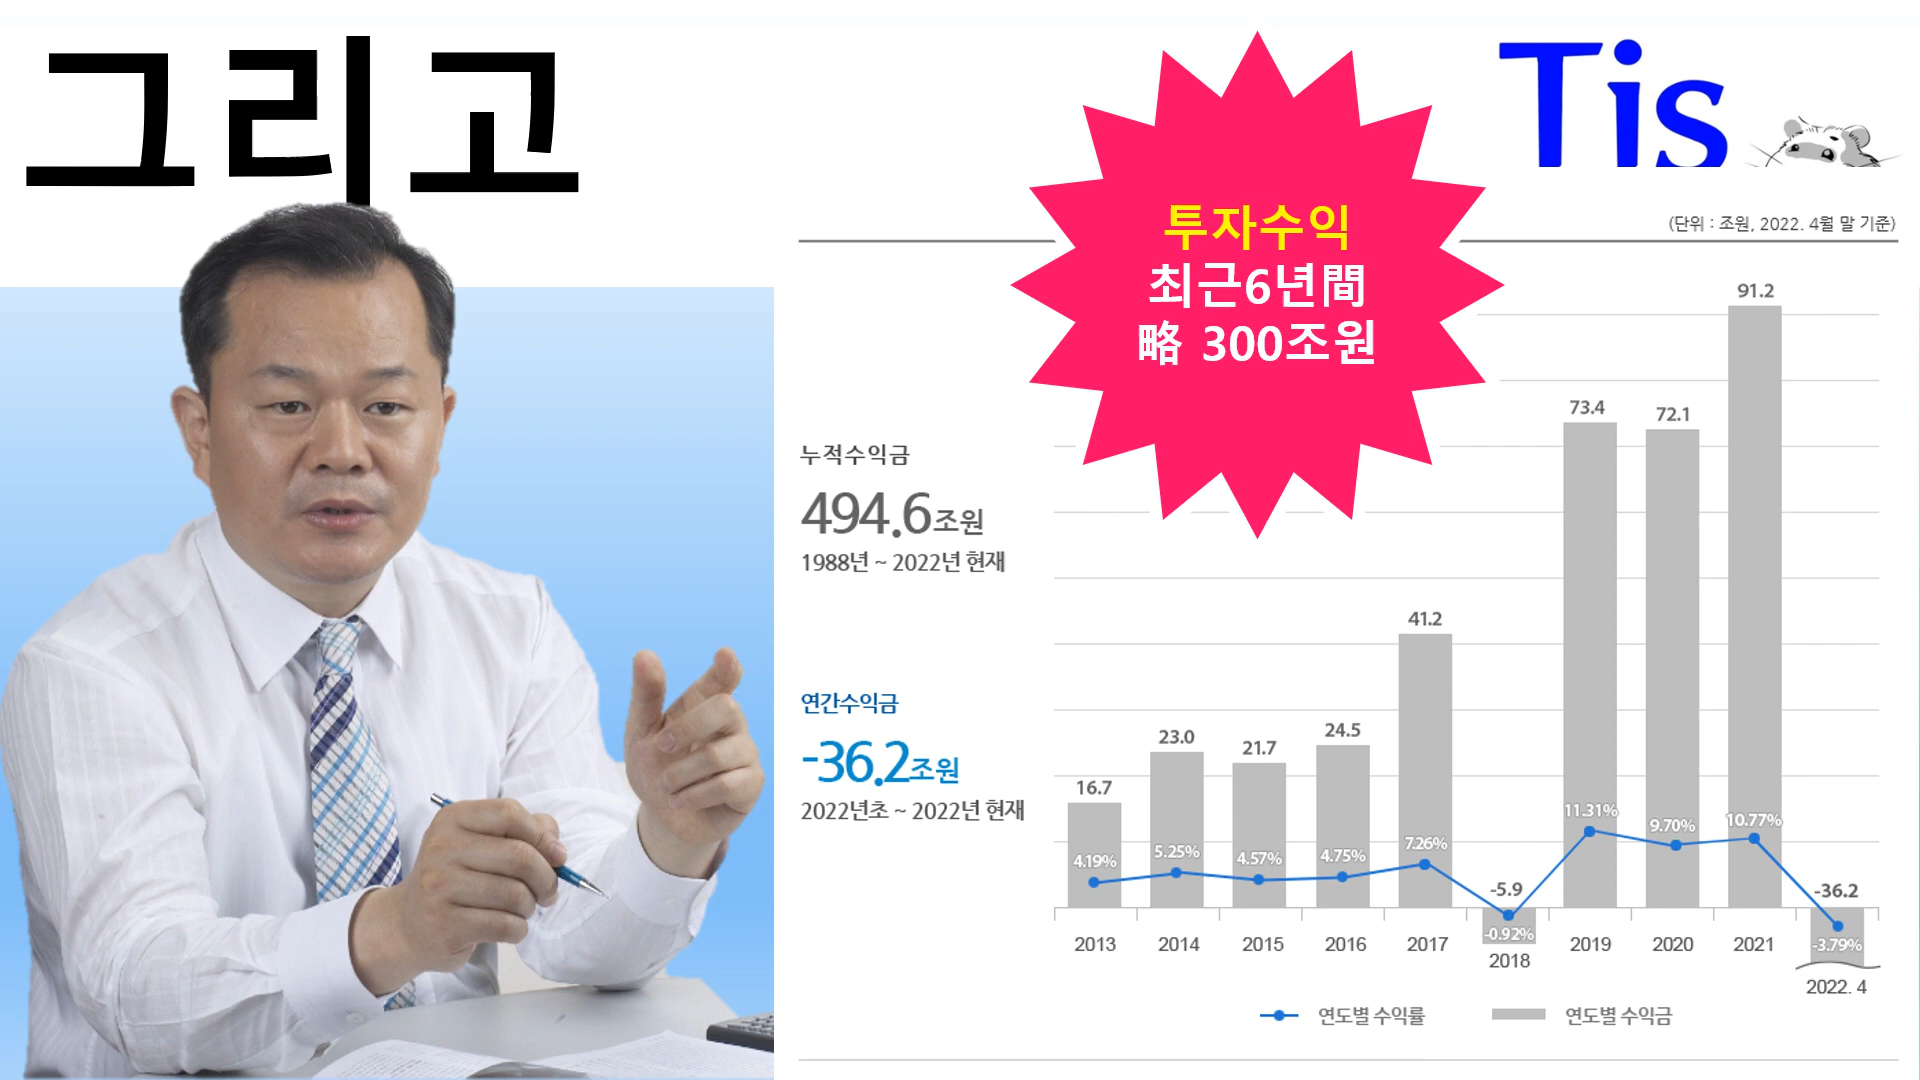 그리고
Tis
투자수익
최근6년間
略 300조원
(단위 : 조원, 2022. 4월 말 기준)
누적수익금
494.6조원
1988년 ~ 2022년 현재
연간수익금
-36.2조원
2022년초 ~ 2022년 현재
16.7
23.0
21.7
24.5
41.2
-5.9
73.4
72.1
91.2
-36.2
4.19%
5.25%
4.57%
4.75%
7.26%
-0.92%
11.31%
9.70%
10.77%
-3.79%
2013
2014
2015
2016
2017
2018
2019
2020
2021
2022. 4
연도별 수익률
연도별 수익금